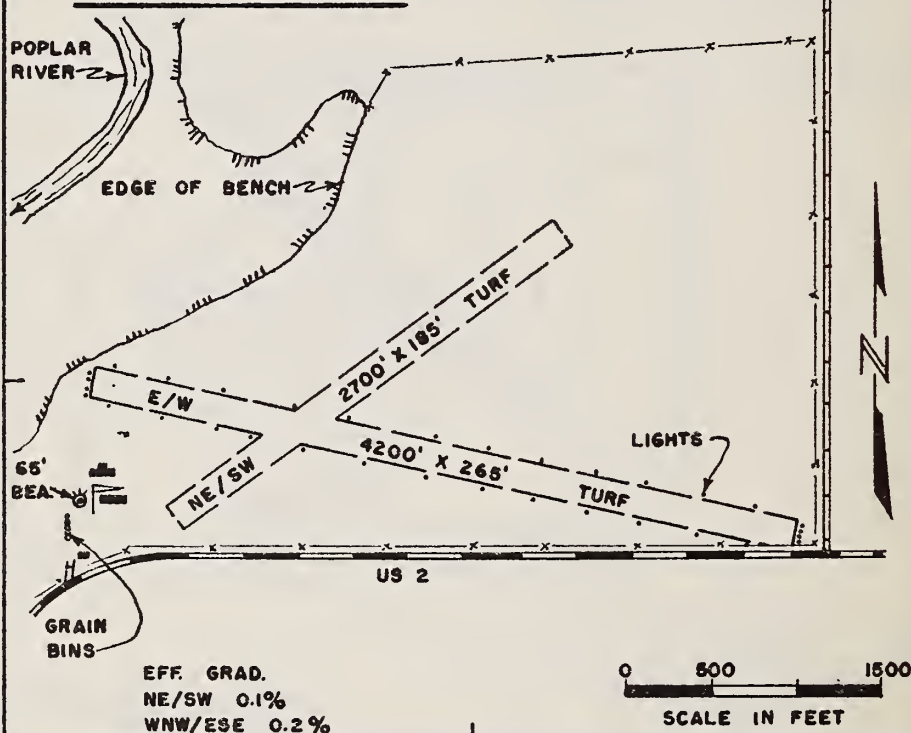 POPLAR
RIVER
EDGE OF BENCH
2700' X 185' TURF
E/W
LIGHTS
4200' X 265'
TURF
NE/SW
65'
BEA.
N
US 2
GRAIN
BINS
EFF. GRAD.
NE/SW 0.1%
WNW/ESE 0.2%
0 500 1500
SCALE IN FEET